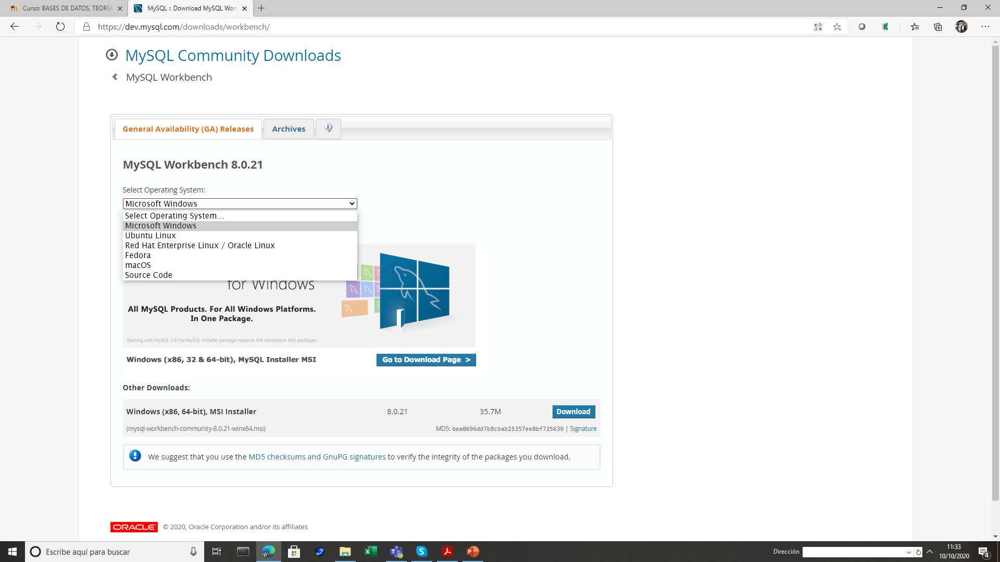 Curso: BASES DE DATOS, TEORÍA
MySQL :: Download MySQL Wor
https://dev.mysql.com/downloads/workbench/
MySQL Community Downloads
MySQL Workbench
General Availability (GA) Releases
Archives
MySQL Workbench 8.0.21
Select Operating System:
Microsoft Windows
Select Operating System...
Microsoft Windows
Ubuntu Linux
Red Hat Enterprise Linux / Oracle Linux
Fedora
macOS
Source Code
for Windows
All MySQL Products. For All Windows Platforms.
In One Package.
Starting with MySQL 5.6 the MySQL Installer package replaces the standalone MSI packages.
Windows (x86, 32 & 64-bit), MySQL Installer MSI
Go to Download Page >
Other Downloads:
Windows (x86, 64-bit), MSI Installer 8.0.21 35.7M Download
(mysql-workbench-community-8.0.21-winx64.msi) MD5: bea0696dd7b8cbab25357ee8bf725639 | Signature
We suggest that you use the MD5 checksums and GnuPG signatures to verify the integrity of the packages you download.
ORACLE © 2020, Oracle Corporation and/or its affiliates
Escribe aquí para buscar
Dirección
11:33
10/10/2020
4